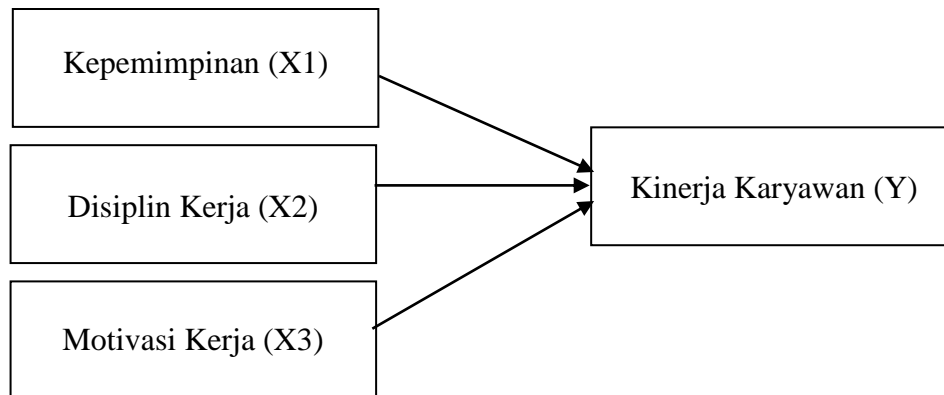 Kepemimpinan (X1)
Disiplin Kerja (X2)
Kinerja Karyawan (Y)
Motivasi Kerja (X3)